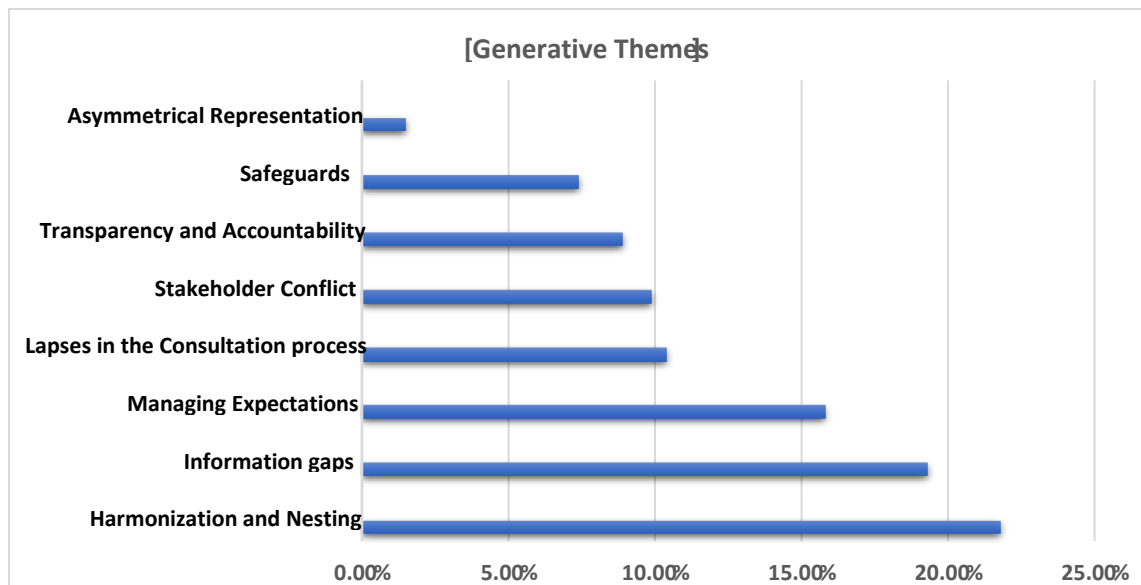 [Generative Themes]
Asymmetrical Representation
Safeguards
Transparency and Accountability
Stakeholder Conflict
Lapses in the Consultation process
Managing Expectations
Information gaps
Harmonization and Nesting
0.00% 5.00% 10.00% 15.00% 20.00% 25.00%